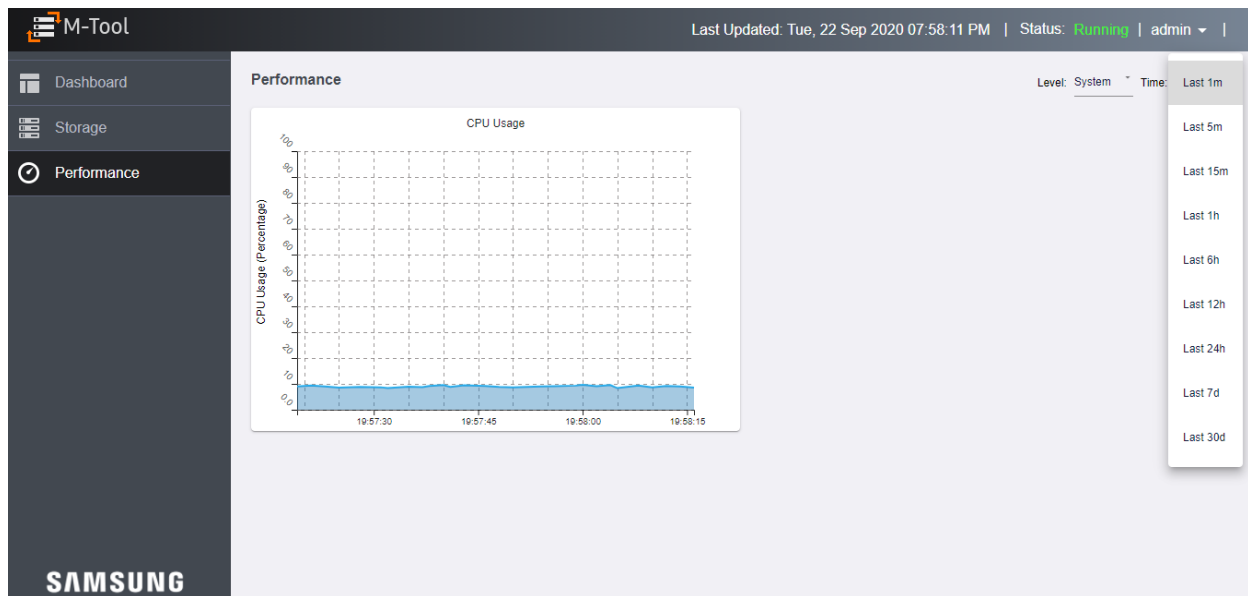 M-Tool
Last Updated: Tue, 22 Sep 2020 07:58:11 PM | Status: Running | admin |
Dashboard
Storage
Performance
SAMSUNG
Performance
Level: System Time:
Last 1m
Last 5m
Last 15m
Last 1h
Last 6h
Last 12h
Last 24h
Last 7d
Last 30d
CPU Usage
CPU Usage (Percentage)
100
90
80
70
60
50
40
30
20
10
0.0
19:57:30 19:57:45 19:58:00 19:58:15